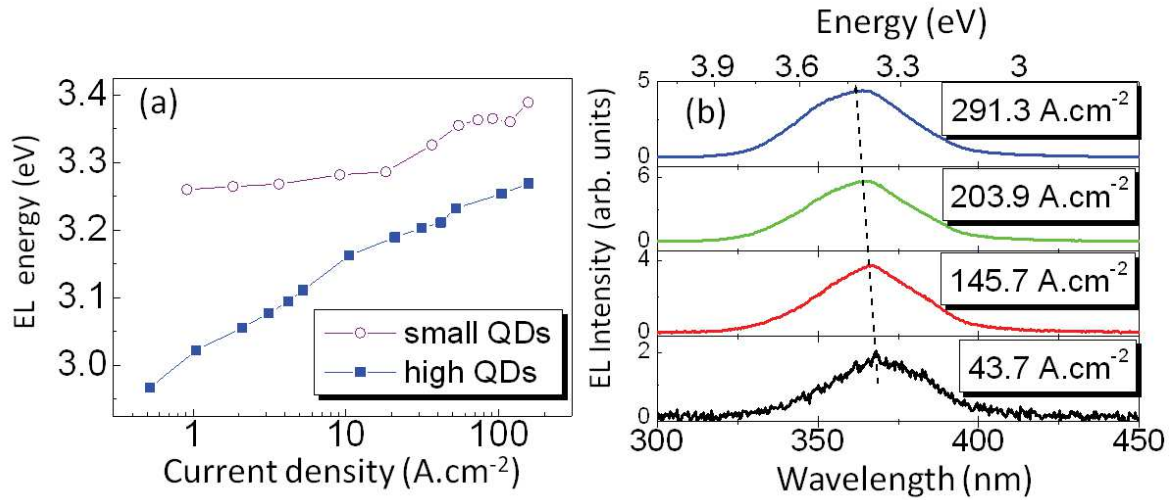 (a)
3.4
3.3
3.2
3.1
3.0
EL energy (eV)
small QDs
high QDs
1 10 100
Current density (A.cm-2)
Energy (eV)
3.9 3.6 3.3 3
(b)
5
0
291.3 A.cm-2
6
0
203.9 A.cm-2
4
0
145.7 A.cm-2
2
0
43.7 A.cm-2
EL Intensity (arb. units)
300 350 400 450
Wavelength (nm)